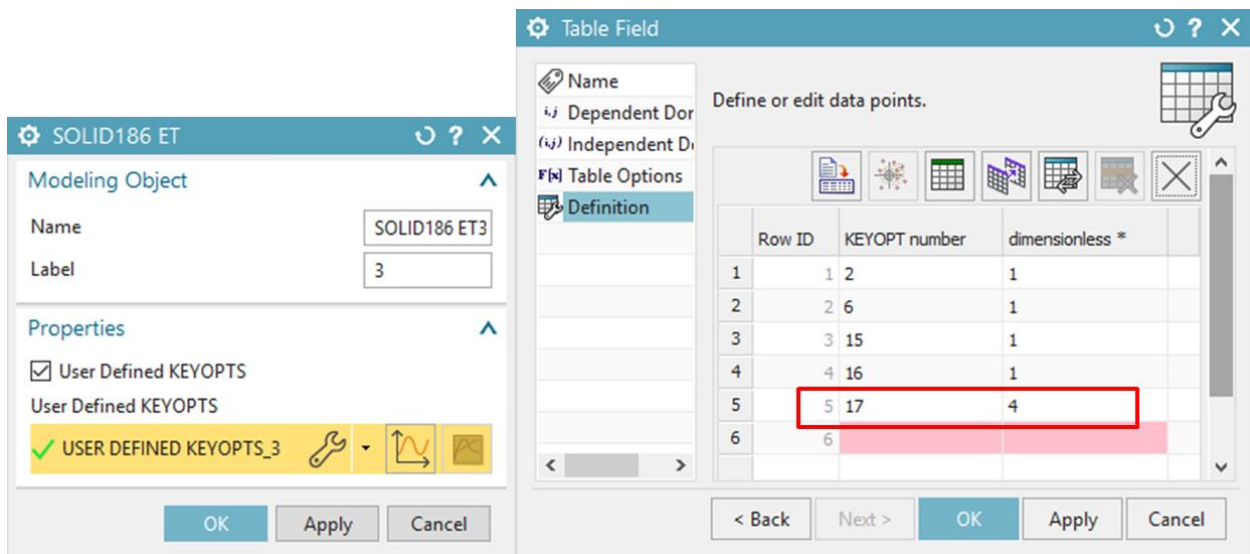 SOLID186 ET
Modeling Object
Name SOLID186 ET3
Label 3
Properties
User Defined KEYOPTS
User Defined KEYOPTS
USER DEFINED KEYOPTS_3
OK Apply Cancel
Table Field
Name
i,j Dependent Dor
(i,j) Independent D
F[x] Table Options
Definition
Define or edit data points.
Row ID KEYOPT number dimensionless *
1 1 2 1
2 2 6 1
3 3 15 1
4 4 16 1
5 5 17 4
6 6
< Back Next > OK Apply Cancel